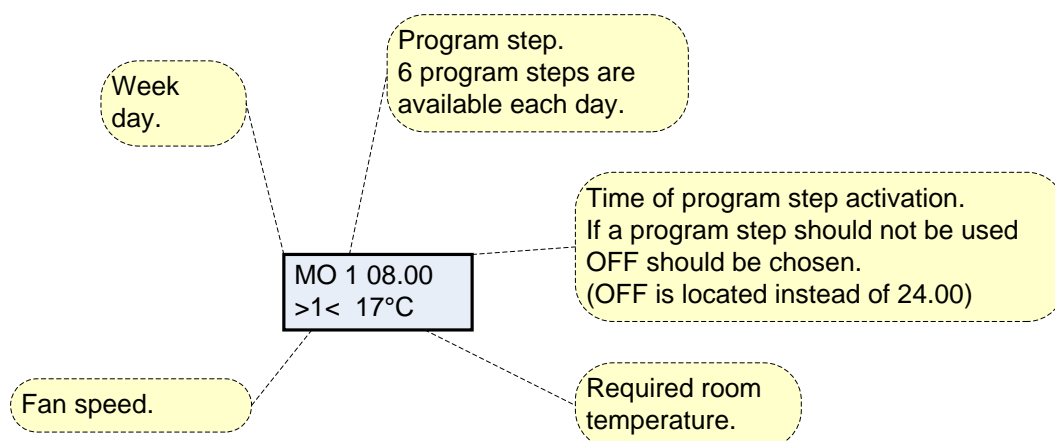 Program step.
6 program steps are
available each day.
Week
day.
Time of program step activation.
If a program step should not be used
OFF should be chosen.
(OFF is located instead of 24.00)
MO 1 08.00
>1< 17°C
Fan speed.
Required room
temperature.